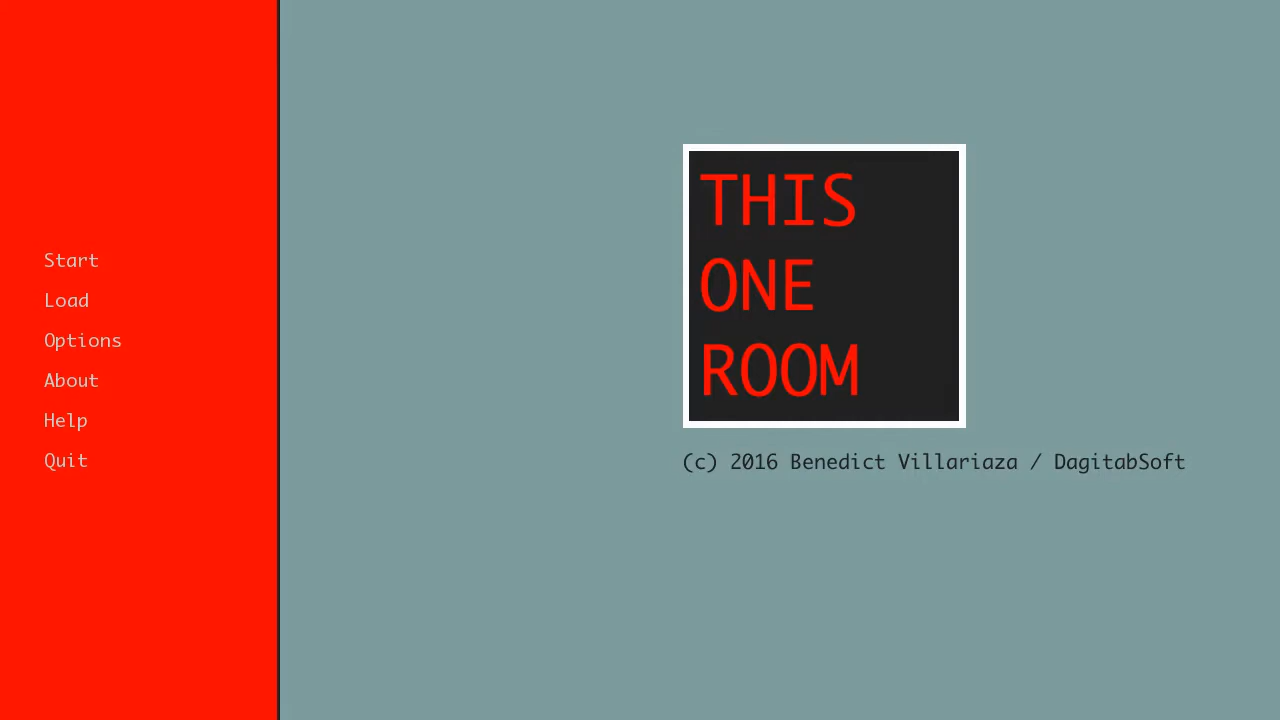 Start
Load
Options
About
Help
Quit
THIS
ONE
ROOM
(c) 2016 Benedict Villariaza / DagitabSoft